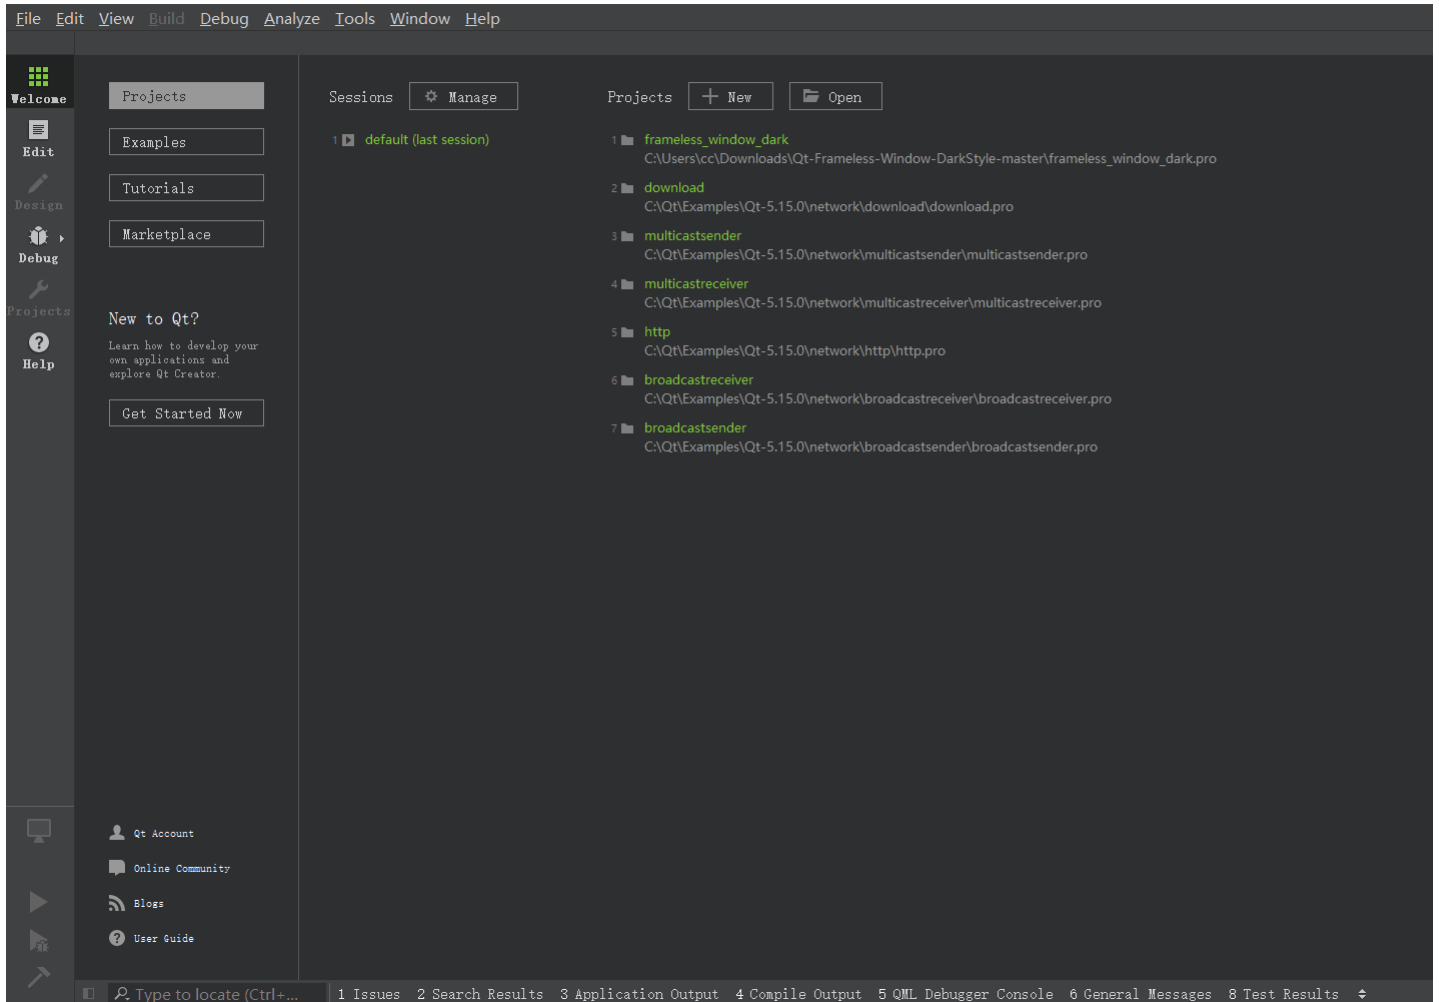 File Edit View Build Debug Analyze Tools Window Help
Welcome
Edit
Design
Debug
Projects
Help
Projects
Examples
Tutorials
Marketplace
New to Qt?
Learn how to develop your
own applications and
explore Qt Creator.
Get Started Now
Qt Account
Online Community
Blogs
User Guide
Sessions Manage
1 default (last session)
Projects New Open
1 frameless_window_dark
C:\Users\cc\Downloads\Qt-Frameless-Window-DarkStyle-master\frameless_window_dark.pro
2 download
C:\Qt\Examples\Qt-5.15.0\network\download\download.pro
3 multicastsender
C:\Qt\Examples\Qt-5.15.0\network\multicastsender\multicastsender.pro
4 multicastreceiver
C:\Qt\Examples\Qt-5.15.0\network\multicastreceiver\multicastreceiver.pro
5 http
C:\Qt\Examples\Qt-5.15.0\network\http\http.pro
6 broadcastreceiver
C:\Qt\Examples\Qt-5.15.0\network\broadcastreceiver\broadcastreceiver.pro
7 broadcastsender
C:\Qt\Examples\Qt-5.15.0\network\broadcastsender\broadcastsender.pro
Type to locate (Ctrl+... 1 Issues 2 Search Results 3 Application Output 4 Compile Output 5 QML Debugger Console 6 General Messages 8 Test Results